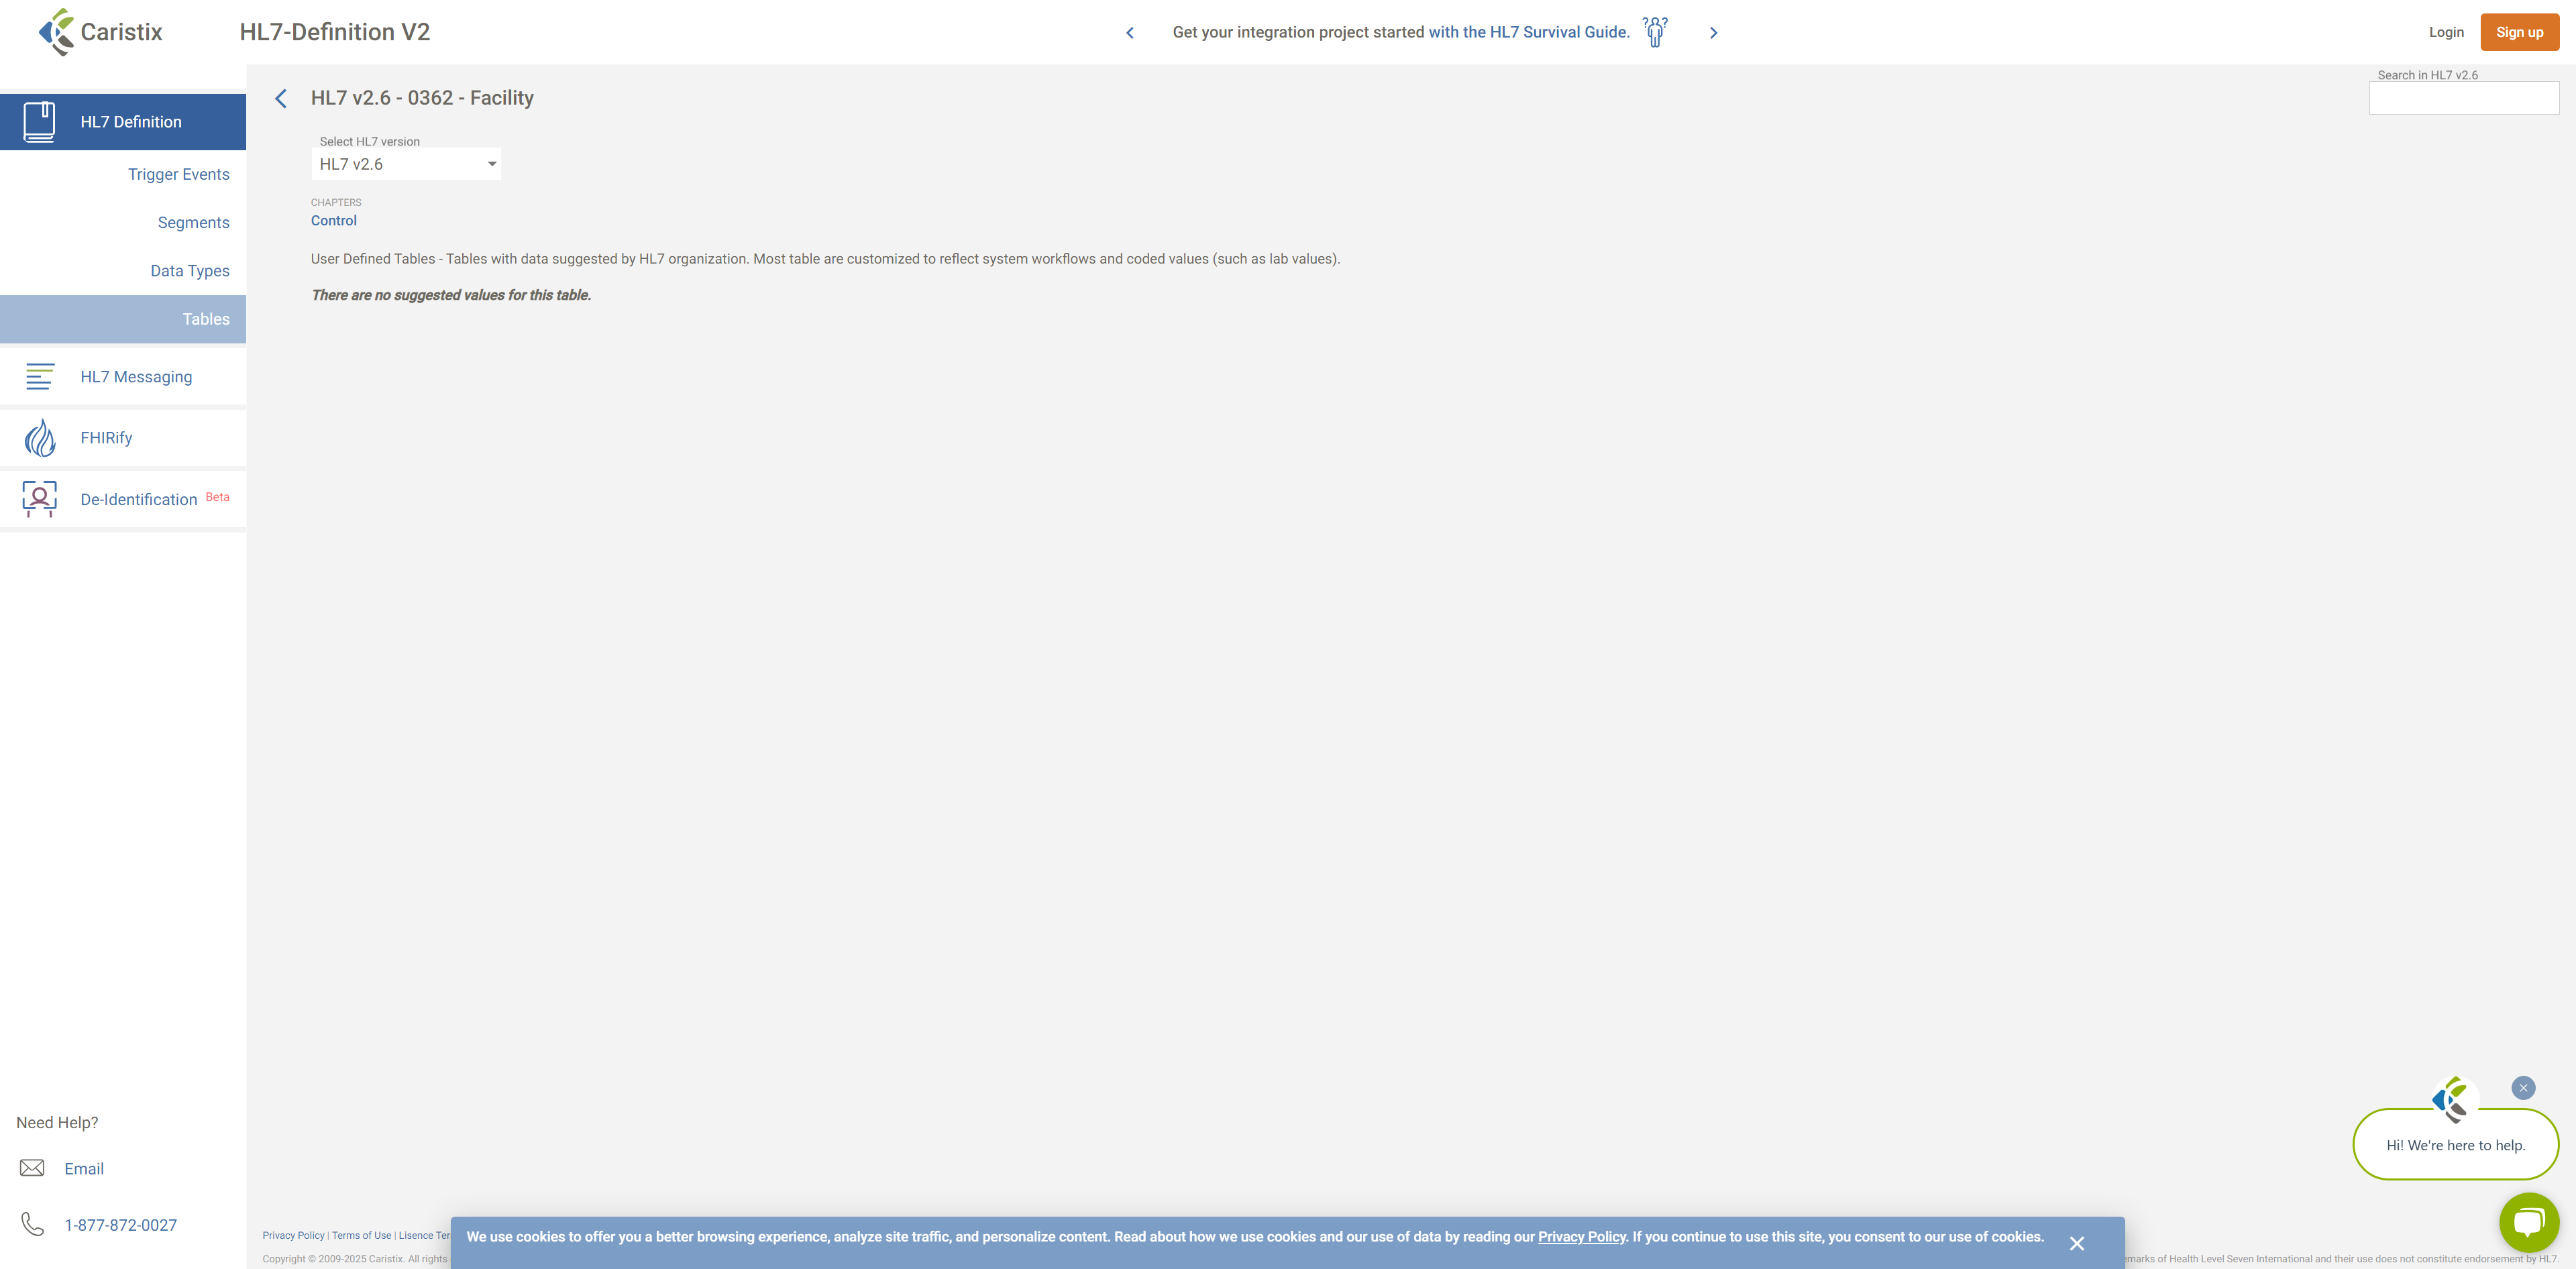 Caristix
HL7-Definition V2
Get your integration project started with the HL7 Survival Guide.
Login
Sign up
HL7 Definition
Trigger Events
Segments
Data Types
Tables
HL7 Messaging
FHIRify
De-Identification Beta
Need Help?
Email
1-877-872-0027
HL7 v2.6 - 0362 - Facility
Search in HL7 v2.6
Select HL7 version
HL7 v2.6
CHAPTERS
Control
User Defined Tables - Tables with data suggested by HL7 organization. Most table are customized to reflect system workflows and coded values (such as lab values).
There are no suggested values for this table.
Hi! We're here to help.
Privacy Policy | Terms of Use | Lisence Ter
We use cookies to offer you a better browsing experience, analyze site traffic, and personalize content. Read about how we use cookies and our use of data by reading our Privacy Policy. If you continue to use this site, you consent to our use of cookies.
Copyright © 2009-2025 Caristix. All rights
emarks of Health Level Seven International and their use does not constitute endorsement by HL7.